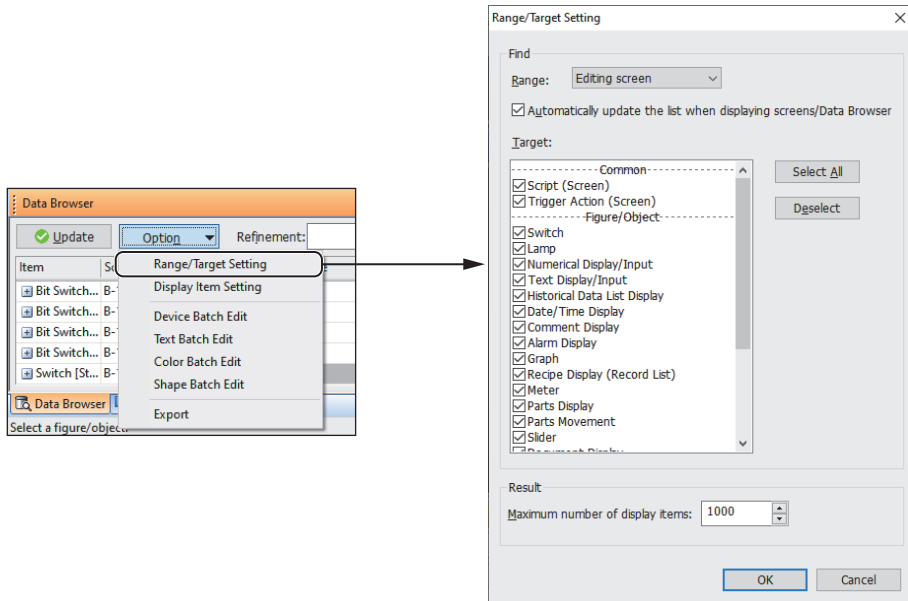 Data Browser
Update Option Refinement:
Item
Bit Switch... B-
Bit Switch... B-
Bit Switch... B-
Bit Switch... B-
Switch [St... B-
Range/Target Setting
Display Item Setting
Device Batch Edit
Text Batch Edit
Color Batch Edit
Shape Batch Edit
Export
Data Browser
Select a figure/object.
Range/Target Setting
Find
Range: Editing screen
Automatically update the list when displaying screens/Data Browser
Target:
Common
Script (Screen)
Trigger Action (Screen)
Figure/Object
Switch
Lamp
Numerical Display/Input
Text Display/Input
Historical Data List Display
Date/Time Display
Comment Display
Alarm Display
Graph
Recipe Display (Record List)
Meter
Parts Display
Parts Movement
Slider
Select All
Deselect
Result
Maximum number of display items: 1000
OK Cancel